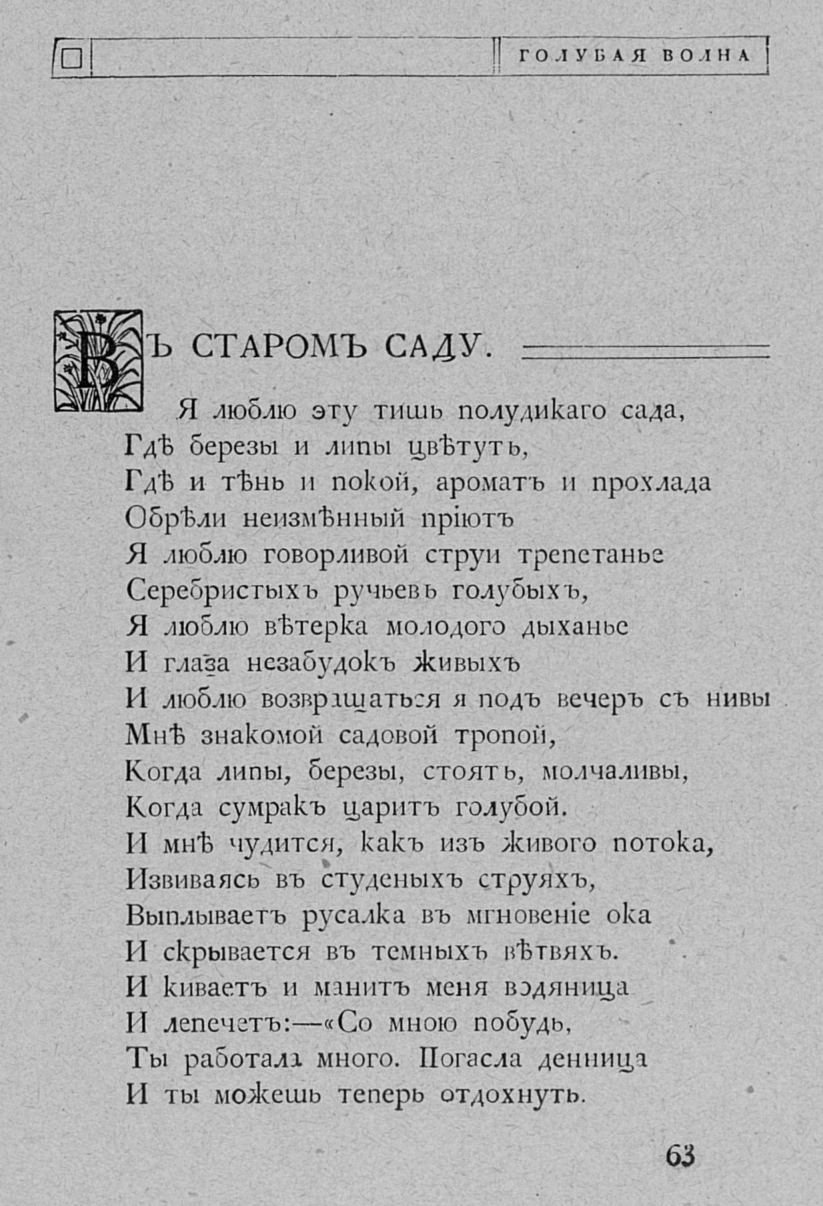 ГОЛУБАЯ ВОЛНА
ВЪ СТАРОМЪ САДУ.
Я люблю эту тишь полудикаго сада,
Гдѣ березы и липы цвѣтутъ,
Гдѣ и тѣнь и покой, ароматъ и прохлада
Обрѣли неизмѣнный пріютъ
Я люблю говорливой струи трепетанье
Серебристыхъ ручьевъ голубыхъ,
Я люблю вѣтерка молодого дыханье
И глаза незабудокъ живыхъ
И люблю возвращаться я подъ вечеръ съ нивы
Мнѣ знакомой садовой тропой,
Когда липы, березы, стоятъ, молчаливы,
Когда сумракъ царитъ голубой.
И мнѣ чудится, какъ изъ живого потока,
Извиваясь въ студеныхъ струяхъ,
Выплываетъ русалка въ мгновеніе ока
И скрывается въ темныхъ вѣтвяхъ.
И киваетъ и манитъ меня водяница
И лепечетъ:—«Со мною побудь,
Ты работала много. Погасла денница
И ты можешь теперь отдохнуть.
63